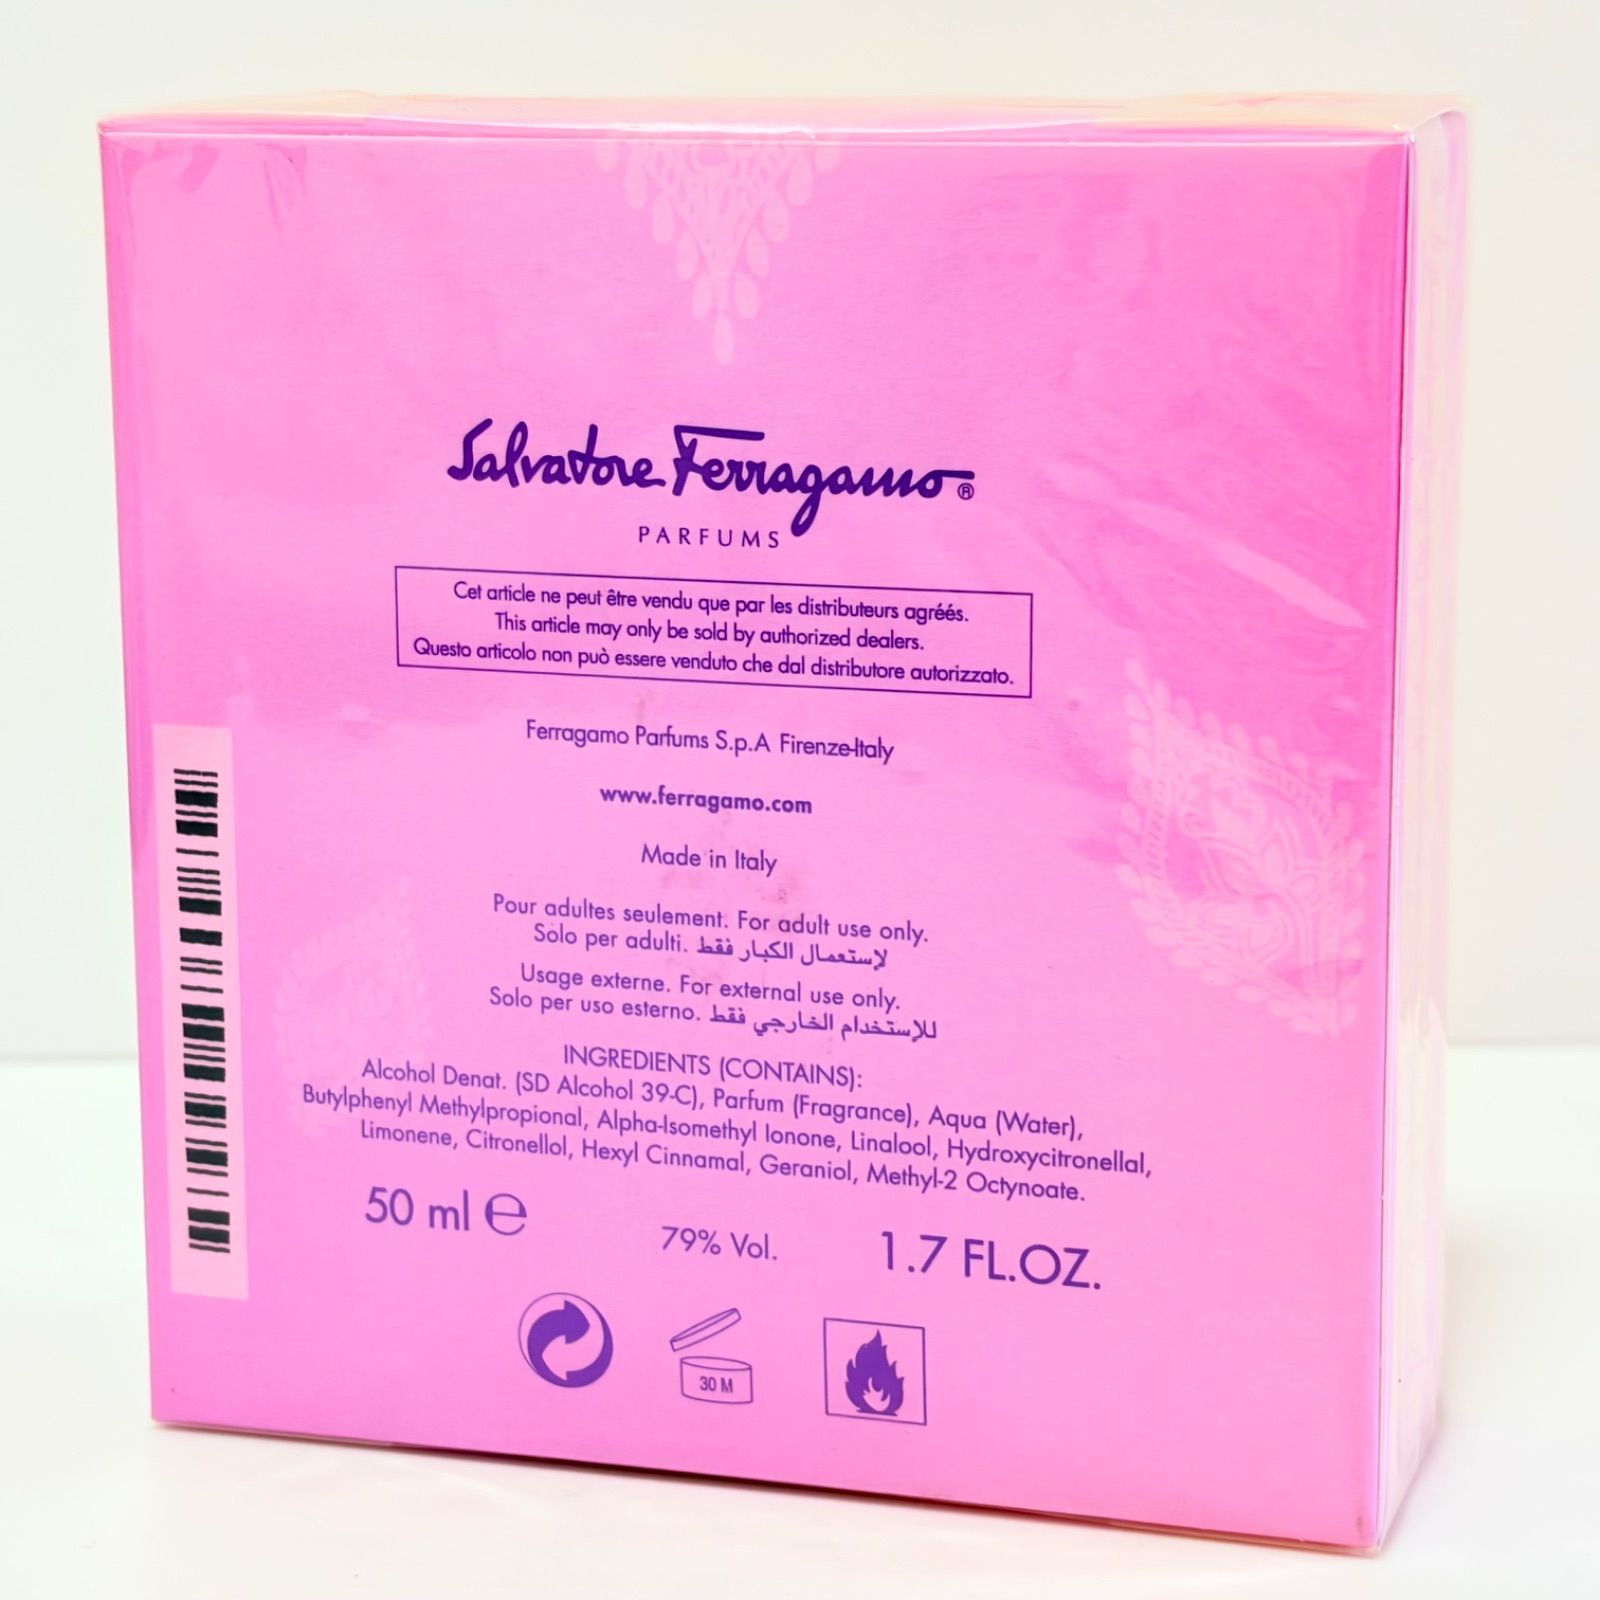 Salvatore Ferragamo®
PARFUMS
Cet article ne peut être vendu que par les distributeurs agréés.
This article may only be sold by authorized dealers.
Questo articolo non può essere venduto che dal distributore autorizzato.
Ferragamo Parfums S.p.A Firenze-Italy
www.ferragamo.com
Made in Italy
Pour adultes seulement. For adult use only.
Solo per adulti. لإستعمال الكبار فقط
Usage externe. For external use only.
Solo per uso esterno. للإستخدام الخارجي فقط
INGREDIENTS (CONTAINS):
Alcohol Denat. (SD Alcohol 39-C), Parfum (Fragrance), Aqua (Water),
Butylphenyl Methylpropional, Alpha-Isomethyl Ionone, Linalool, Hydroxycitronellal,
Limonene, Citronellol, Hexyl Cinnamal, Geraniol, Methyl-2 Octynoate.
50 ml ℮ 79% Vol. 1.7 FL.OZ.
30 M